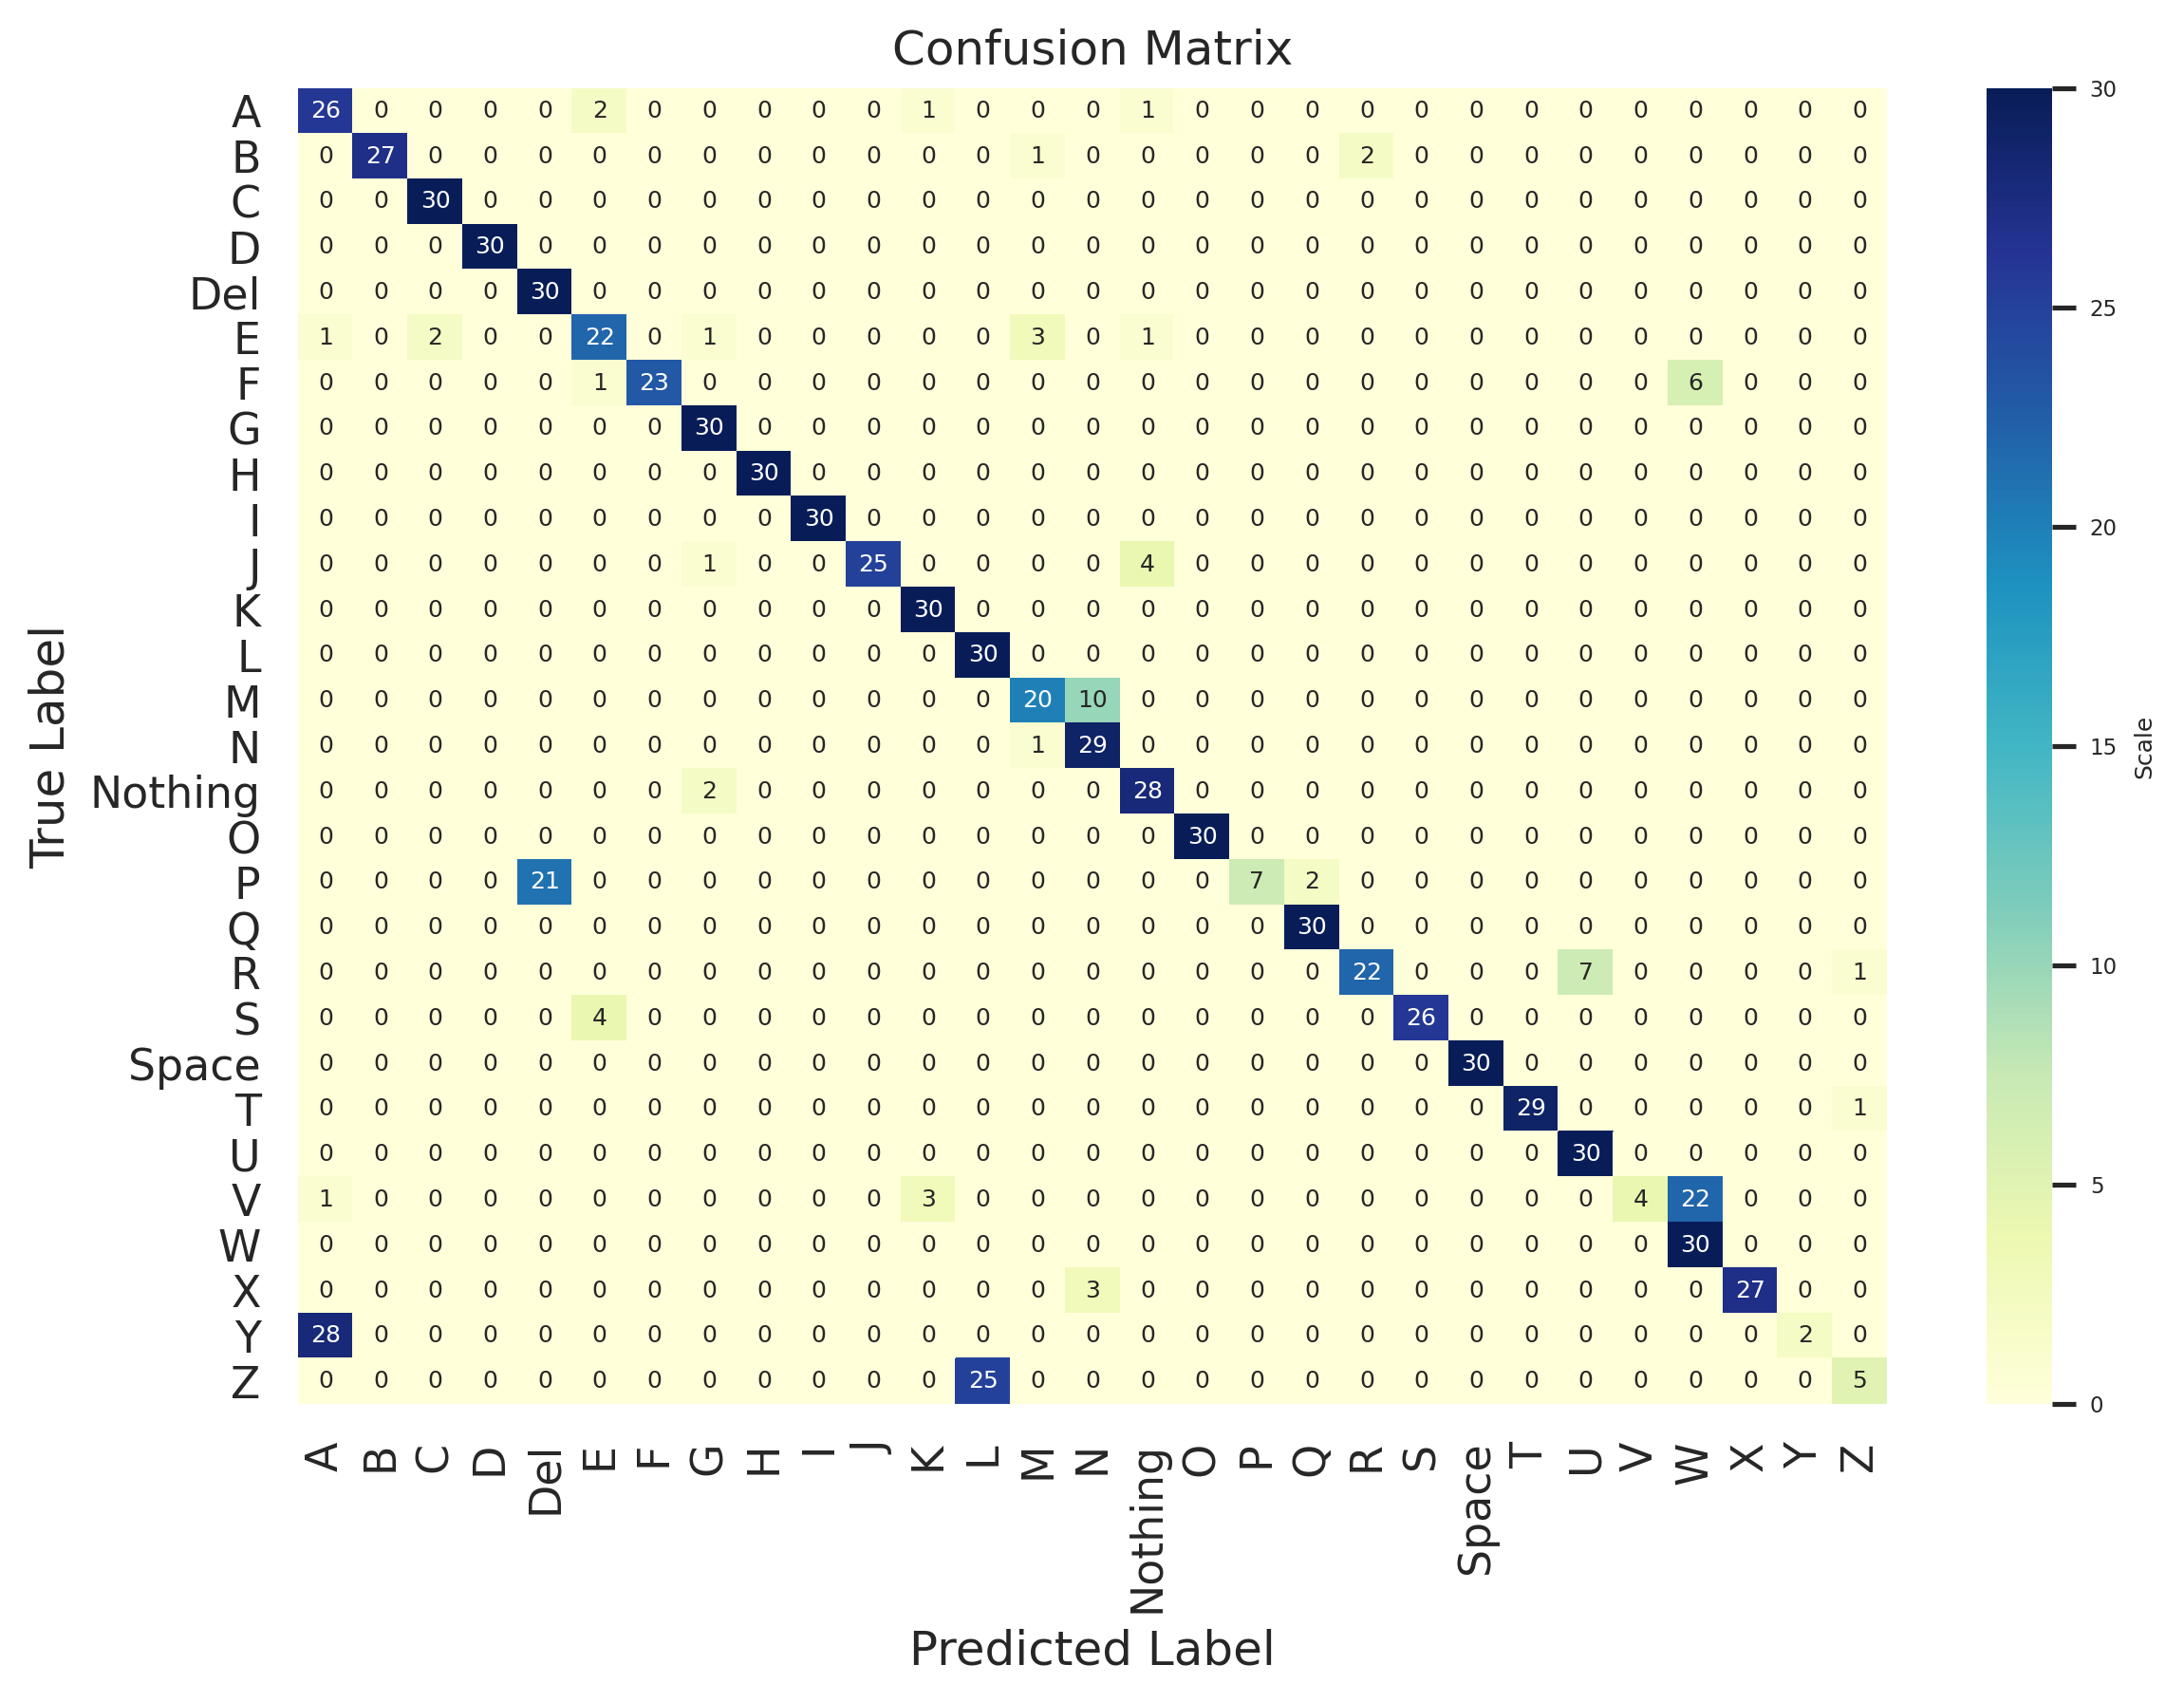 Confusion Matrix
A 26 0 0 0 0 2 0 0 0 0 0 1 0 0 0 1 0 0 0 0 0 0 0 0 0 0 0 0 0
B 0 27 0 0 0 0 0 0 0 0 0 0 0 1 0 0 0 0 0 2 0 0 0 0 0 0 0 0 0
C 0 0 30 0 0 0 0 0 0 0 0 0 0 0 0 0 0 0 0 0 0 0 0 0 0 0 0 0 0
D 0 0 0 30 0 0 0 0 0 0 0 0 0 0 0 0 0 0 0 0 0 0 0 0 0 0 0 0 0
Del 0 0 0 0 30 0 0 0 0 0 0 0 0 0 0 0 0 0 0 0 0 0 0 0 0 0 0 0 0
E 1 0 2 0 0 22 0 1 0 0 0 0 0 3 0 1 0 0 0 0 0 0 0 0 0 0 0 0 0
F 0 0 0 0 0 1 23 0 0 0 0 0 0 0 0 0 0 0 0 0 0 0 0 0 0 6 0 0 0
G 0 0 0 0 0 0 0 30 0 0 0 0 0 0 0 0 0 0 0 0 0 0 0 0 0 0 0 0 0
H 0 0 0 0 0 0 0 0 30 0 0 0 0 0 0 0 0 0 0 0 0 0 0 0 0 0 0 0 0
I 0 0 0 0 0 0 0 0 0 30 0 0 0 0 0 0 0 0 0 0 0 0 0 0 0 0 0 0 0
J 0 0 0 0 0 0 0 1 0 0 25 0 0 0 0 4 0 0 0 0 0 0 0 0 0 0 0 0 0
K 0 0 0 0 0 0 0 0 0 0 0 30 0 0 0 0 0 0 0 0 0 0 0 0 0 0 0 0 0
L 0 0 0 0 0 0 0 0 0 0 0 0 30 0 0 0 0 0 0 0 0 0 0 0 0 0 0 0 0
M 0 0 0 0 0 0 0 0 0 0 0 0 0 20 10 0 0 0 0 0 0 0 0 0 0 0 0 0 0
N 0 0 0 0 0 0 0 0 0 0 0 0 0 1 29 0 0 0 0 0 0 0 0 0 0 0 0 0 0
Nothing 0 0 0 0 0 0 0 2 0 0 0 0 0 0 0 28 0 0 0 0 0 0 0 0 0 0 0 0 0
O 0 0 0 0 0 0 0 0 0 0 0 0 0 0 0 0 30 0 0 0 0 0 0 0 0 0 0 0 0
P 0 0 0 0 21 0 0 0 0 0 0 0 0 0 0 0 0 7 2 0 0 0 0 0 0 0 0 0 0
Q 0 0 0 0 0 0 0 0 0 0 0 0 0 0 0 0 0 0 30 0 0 0 0 0 0 0 0 0 0
R 0 0 0 0 0 0 0 0 0 0 0 0 0 0 0 0 0 0 0 22 0 0 0 7 0 0 0 0 1
S 0 0 0 0 0 4 0 0 0 0 0 0 0 0 0 0 0 0 0 0 26 0 0 0 0 0 0 0 0
Space 0 0 0 0 0 0 0 0 0 0 0 0 0 0 0 0 0 0 0 0 0 30 0 0 0 0 0 0 0
T 0 0 0 0 0 0 0 0 0 0 0 0 0 0 0 0 0 0 0 0 0 0 29 0 0 0 0 0 1
U 0 0 0 0 0 0 0 0 0 0 0 0 0 0 0 0 0 0 0 0 0 0 0 30 0 0 0 0 0
V 1 0 0 0 0 0 0 0 0 0 0 3 0 0 0 0 0 0 0 0 0 0 0 0 4 22 0 0 0
W 0 0 0 0 0 0 0 0 0 0 0 0 0 0 0 0 0 0 0 0 0 0 0 0 0 30 0 0 0
X 0 0 0 0 0 0 0 0 0 0 0 0 0 0 3 0 0 0 0 0 0 0 0 0 0 0 27 0 0
Y 28 0 0 0 0 0 0 0 0 0 0 0 0 0 0 0 0 0 0 0 0 0 0 0 0 0 0 2 0
Z 0 0 0 0 0 0 0 0 0 0 0 0 25 0 0 0 0 0 0 0 0 0 0 0 0 0 0 0 5
A B C D Del E F G H I J K L M N Nothing O P Q R S Space T U V W X Y Z
Predicted Label
True Label
30
25
20
15
10
5
0
Scale